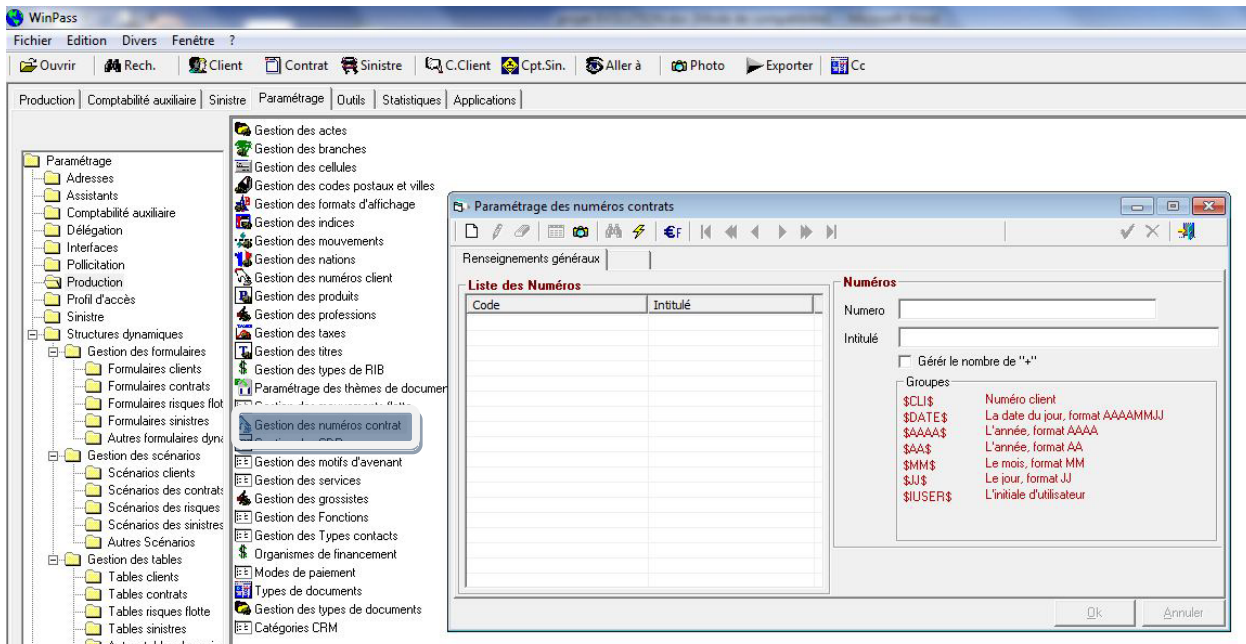 WinPass
Fichier Edition Divers Fenêtre ?
Ouvrir Rech. Client Contrat Sinistre C.Client Cpt.Sin. Aller à Photo Exporter Cc
Production Comptabilité auxiliaire Sinistre Paramétrage Outils Statistiques Applications
Paramétrage
Adresses
Assistants
Comptabilité auxiliaire
Délégation
Interfaces
Pollicitation
Production
Profil d'accès
Sinistre
Structures dynamiques
Gestion des formulaires
Formulaires clients
Formulaires contrats
Formulaires risques flot
Formulaires sinistres
Autres formulaires dyna
Gestion des scénarios
Scénarios clients
Scénarios des contrats
Scénarios des risques
Scénarios des sinistres
Autres Scénarios
Gestion des tables
Tables clients
Tables contrats
Tables risques flotte
Tables sinistres
Gestion des actes
Gestion des branches
Gestion des cellules
Gestion des codes postaux et villes
Gestion des formats d'affichage
Gestion des indices
Gestion des mouvements
Gestion des nations
Gestion des numéros client
Gestion des produits
Gestion des professions
Gestion des taxes
Gestion des titres
Gestion des types de RIB
Paramétrage des thèmes de documen
Gestion des numéros contrat
Gestion des motifs d'avenant
Gestion des services
Gestion des grossistes
Gestion des Fonctions
Gestion des Types contacts
Organismes de financement
Modes de paiement
Types de documents
Gestion des types de documents
Catégories CRM
Paramétrage des numéros contrats
€F
Renseignements généraux
Liste des Numéros
Code Intitulé
Numéros
Numero
Intitulé
Gérér le nombre de "+"
Groupes
$CLI$ Numéro client
$DATE$ La date du jour, format AAAAMMJJ
$AAAA$ L'année, format AAAA
$AA$ L'année, format AA
$MM$ Le mois, format MM
$JJ$ Le jour, format JJ
$IUSER$ L'initiale d'utilisateur
Ok Annuler